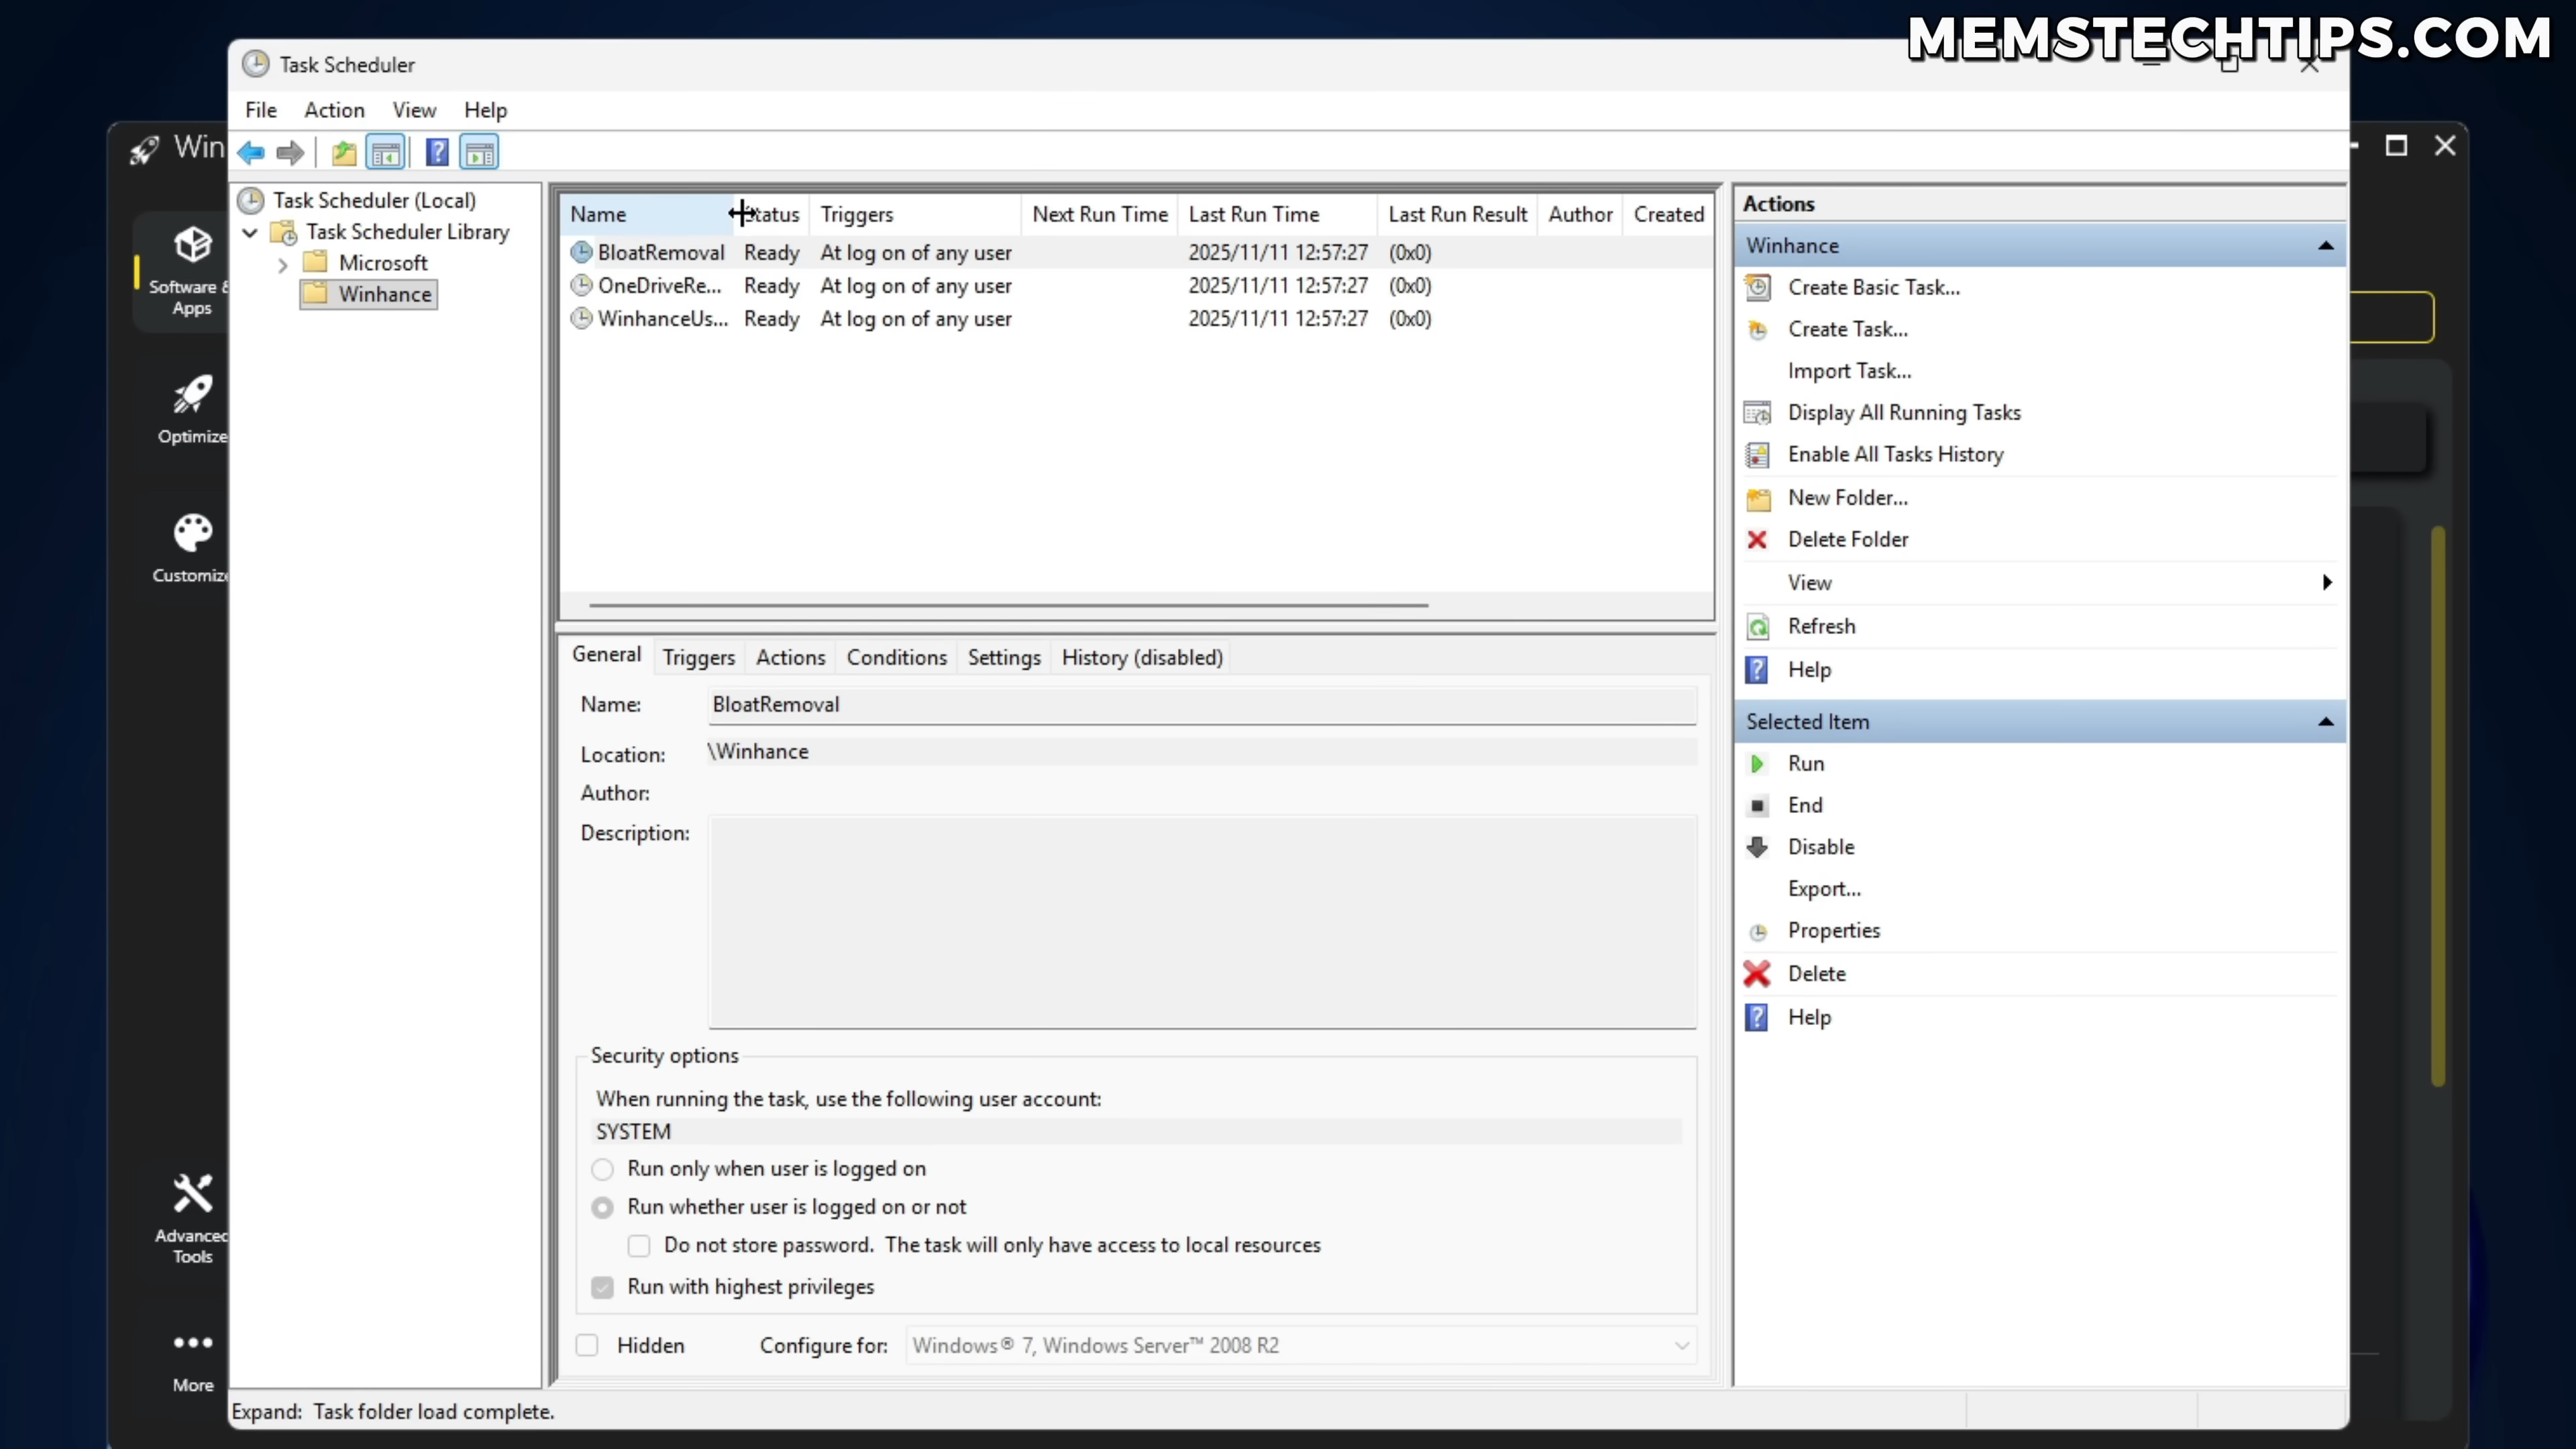 MEMSTECHTIPS.COM
Task Scheduler
File Action View Help
Win
Software &
Apps
Optimize
Customize
Advanced
Tools
More
Task Scheduler (Local)
Task Scheduler Library
Microsoft
Winhance
Name Status Triggers Next Run Time Last Run Time Last Run Result Author Created
BloatRemoval Ready At log on of any user 2025/11/11 12:57:27 (0x0)
OneDriveRe... Ready At log on of any user 2025/11/11 12:57:27 (0x0)
WinhanceUs... Ready At log on of any user 2025/11/11 12:57:27 (0x0)
General Triggers Actions Conditions Settings History (disabled)
Name: BloatRemoval
Location: \Winhance
Author:
Description:
Security options
When running the task, use the following user account:
SYSTEM
Run only when user is logged on
Run whether user is logged on or not
Do not store password. The task will only have access to local resources
Run with highest privileges
Hidden Configure for: Windows® 7, Windows Server™ 2008 R2
Actions
Winhance
Create Basic Task...
Create Task...
Import Task...
Display All Running Tasks
Enable All Tasks History
New Folder...
Delete Folder
View
Refresh
Help
Selected Item
Run
End
Disable
Export...
Properties
Delete
Help
Expand: Task folder load complete.